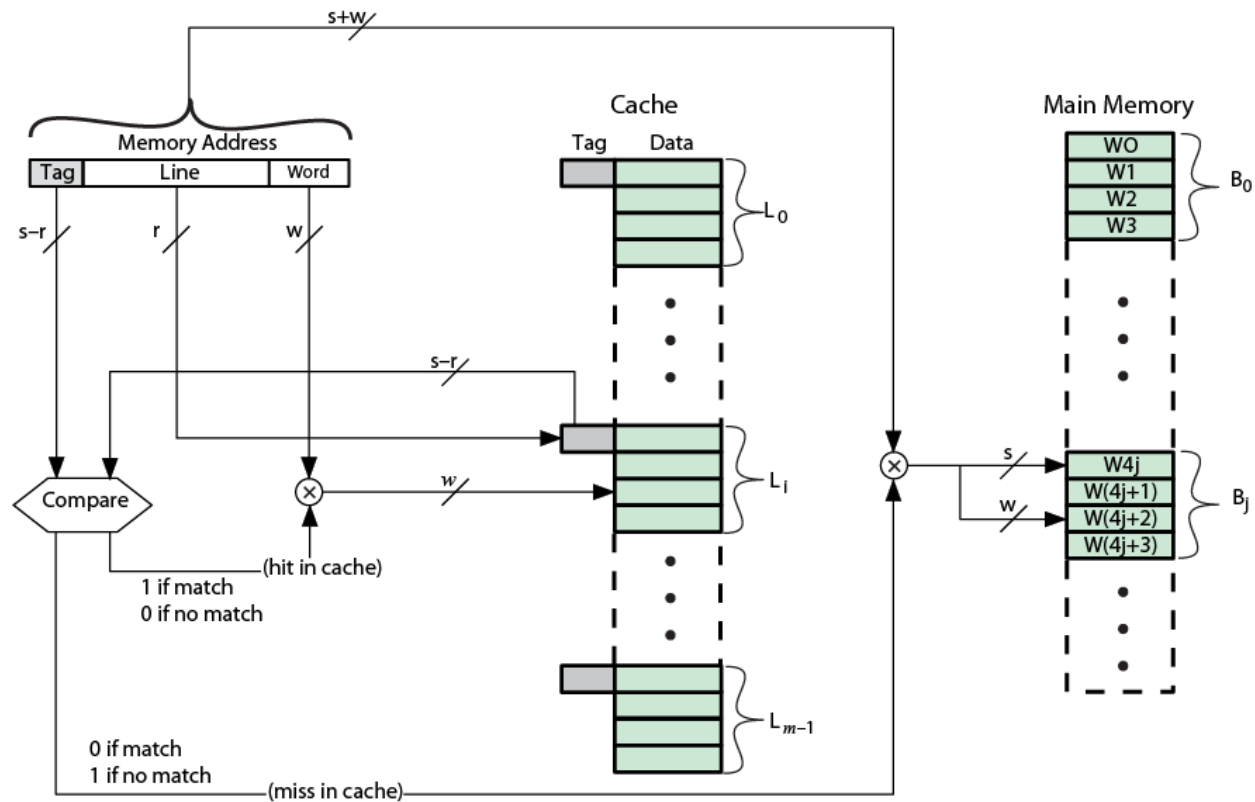 s+w
Cache
Main Memory
Memory Address
Tag Data
Tag Line Word
WO
W1
W2
W3
B0
L0
s–r
r
w
s–r
Compare
w
Li
s
w
W4j
W(4j+1)
W(4j+2)
W(4j+3)
Bj
(hit in cache)
1 if match
0 if no match
Lm–1
0 if match
1 if no match
(miss in cache)